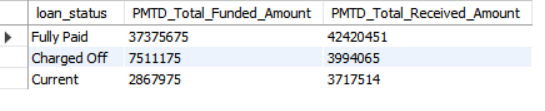 loan_status PMTD_Total_Funded_Amount PMTD_Total_Received_Amount
Fully Paid 37375675 42420451
Charged Off 7511175 3994065
Current 2867975 3717514